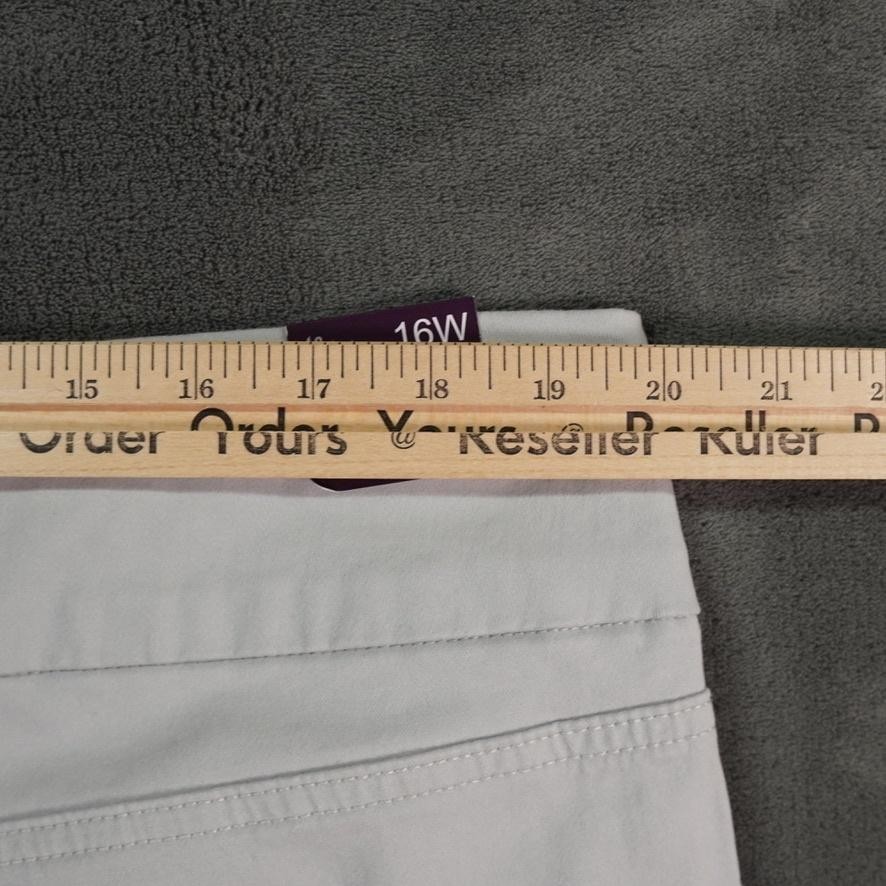 16W
15 16 17 18 19 20 21
Order Yours @ Reseller Ruler